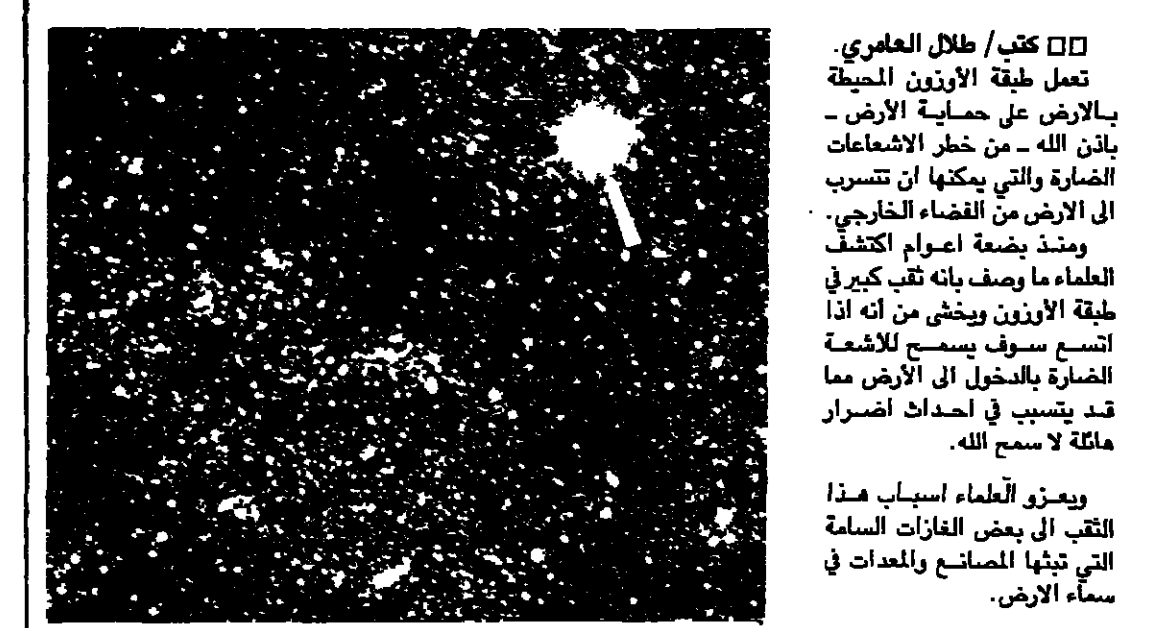 □□ كتب/ طلال العامري.
تعمل طبقة الأوزون المحيطة
بالارض على حماية الأرض ـ
باذن الله ـ من خطر الاشعاعات
الضارة والتي يمكنها ان تتسرب
الى الارض من الفضاء الخارجي.
ومنذ بضعة اعوام اكتشف
العلماء ما وصف بانه ثقب كبير في
طبقة الأوزون ويخشى من أنه اذا
اتسع سوف يسمح للأشعة
الضارة بالدخول الى الأرض مما
قد يتسبب في احداث اضرار
هائلة لا سمح الله.
ويعزو العلماء اسباب هذا
الثقب الى بعض الغازات السامة
التي تبثها المصانع والمعدات في
سماء الارض.